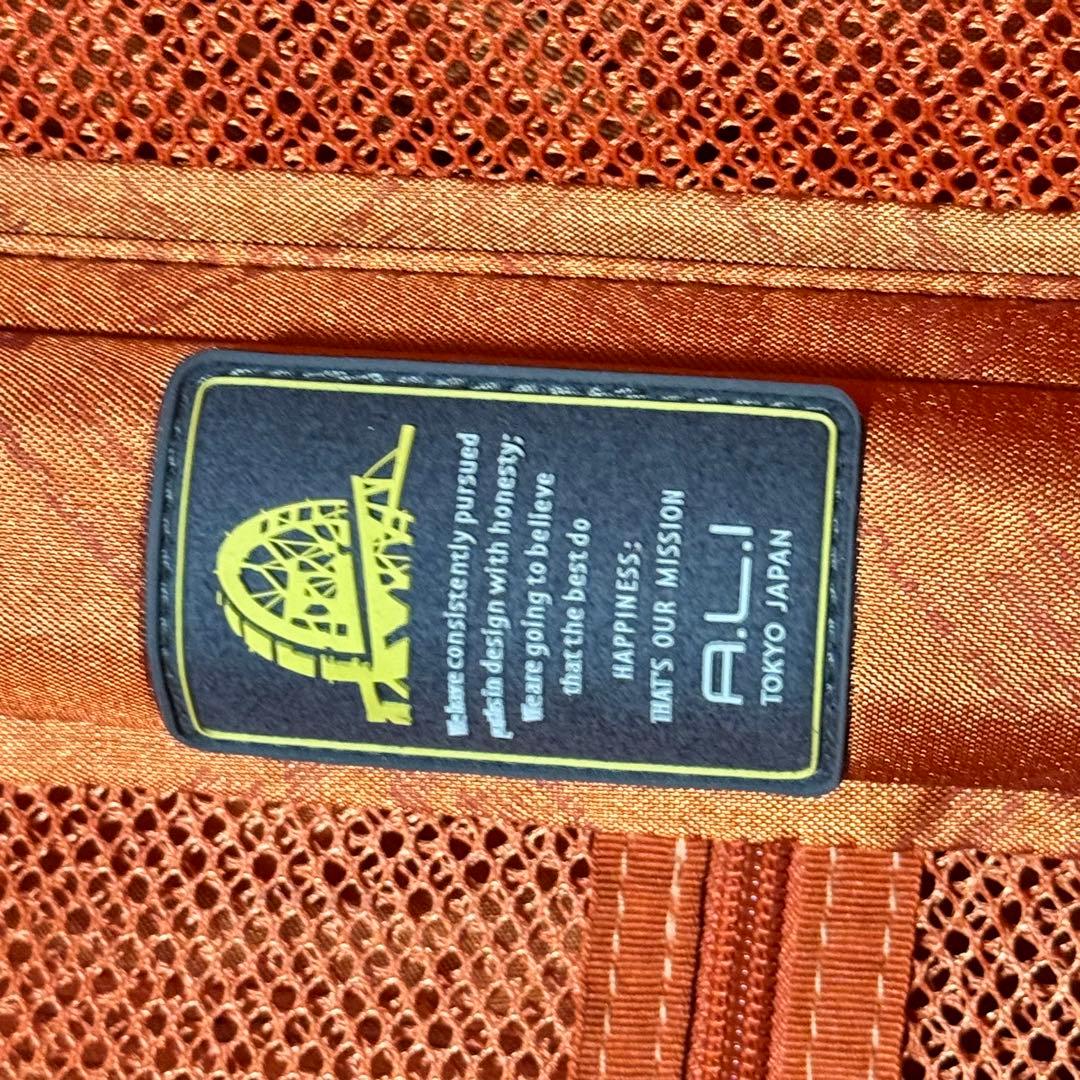 We have consistently pursued
in design with honesty;
We are going to believe
that the best do
HAPPINESS;
THAT'S OUR MISSION
A.L.I
TOKYO JAPAN